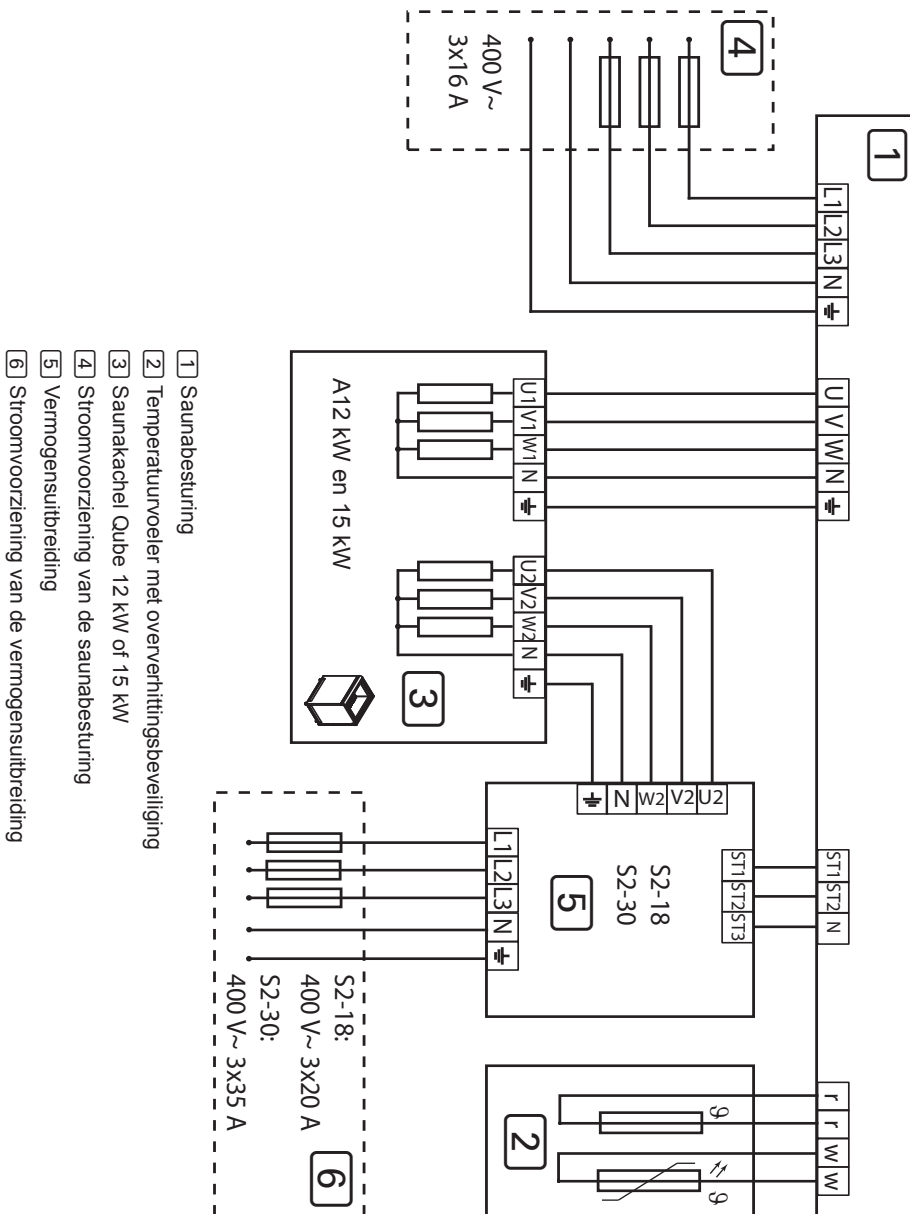 4
400 V~
3x16 A
1
L1 L2 L3 N
U V W N
ST1 ST2 N
r r w w
A12 kW en 15 kW
U1 V1 W1 N
U2 V2 W2 N
3
N W2 V2 U2
ST1 ST2 ST3
S2-18
S2-30
5
L1 L2 L3 N
S2-18:
400 V~ 3x20 A
S2-30:
400 V~ 3x35 A
6
2
ϑ
ϑ
1 Saunabesturing
2 Temperatuurvoeler met oververhittingsbeveiliging
3 Saunakachel Qube 12 kW of 15 kW
4 Stroomvoorziening van de saunabesturing
5 Vermogensuitbreiding
6 Stroomvoorziening van de vermogensuitbreiding